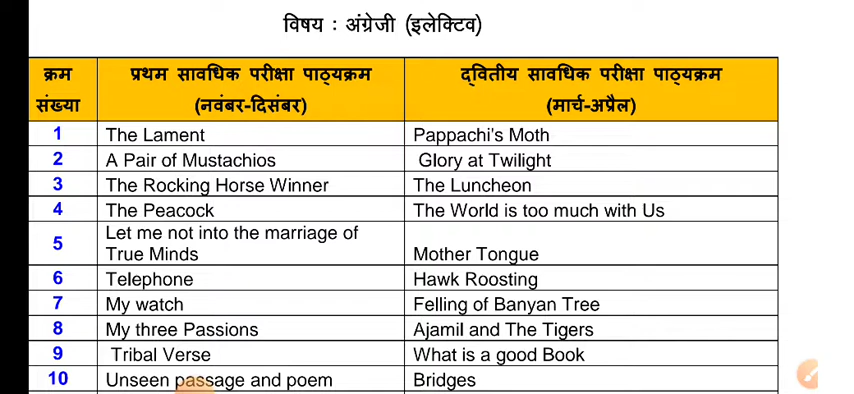 विषय : अंग्रेजी (इलेक्टिव)
क्रम संख्या प्रथम सावधिक परीक्षा पाठ्यक्रम (नवंबर-दिसंबर) द्वितीय सावधिक परीक्षा पाठ्यक्रम (मार्च-अप्रैल)
1 The Lament Pappachi's Moth
2 A Pair of Mustachios Glory at Twilight
3 The Rocking Horse Winner The Luncheon
4 The Peacock The World is too much with Us
5 Let me not into the marriage of True Minds Mother Tongue
6 Telephone Hawk Roosting
7 My watch Felling of Banyan Tree
8 My three Passions Ajamil and The Tigers
9 Tribal Verse What is a good Book
10 Unseen passage and poem Bridges